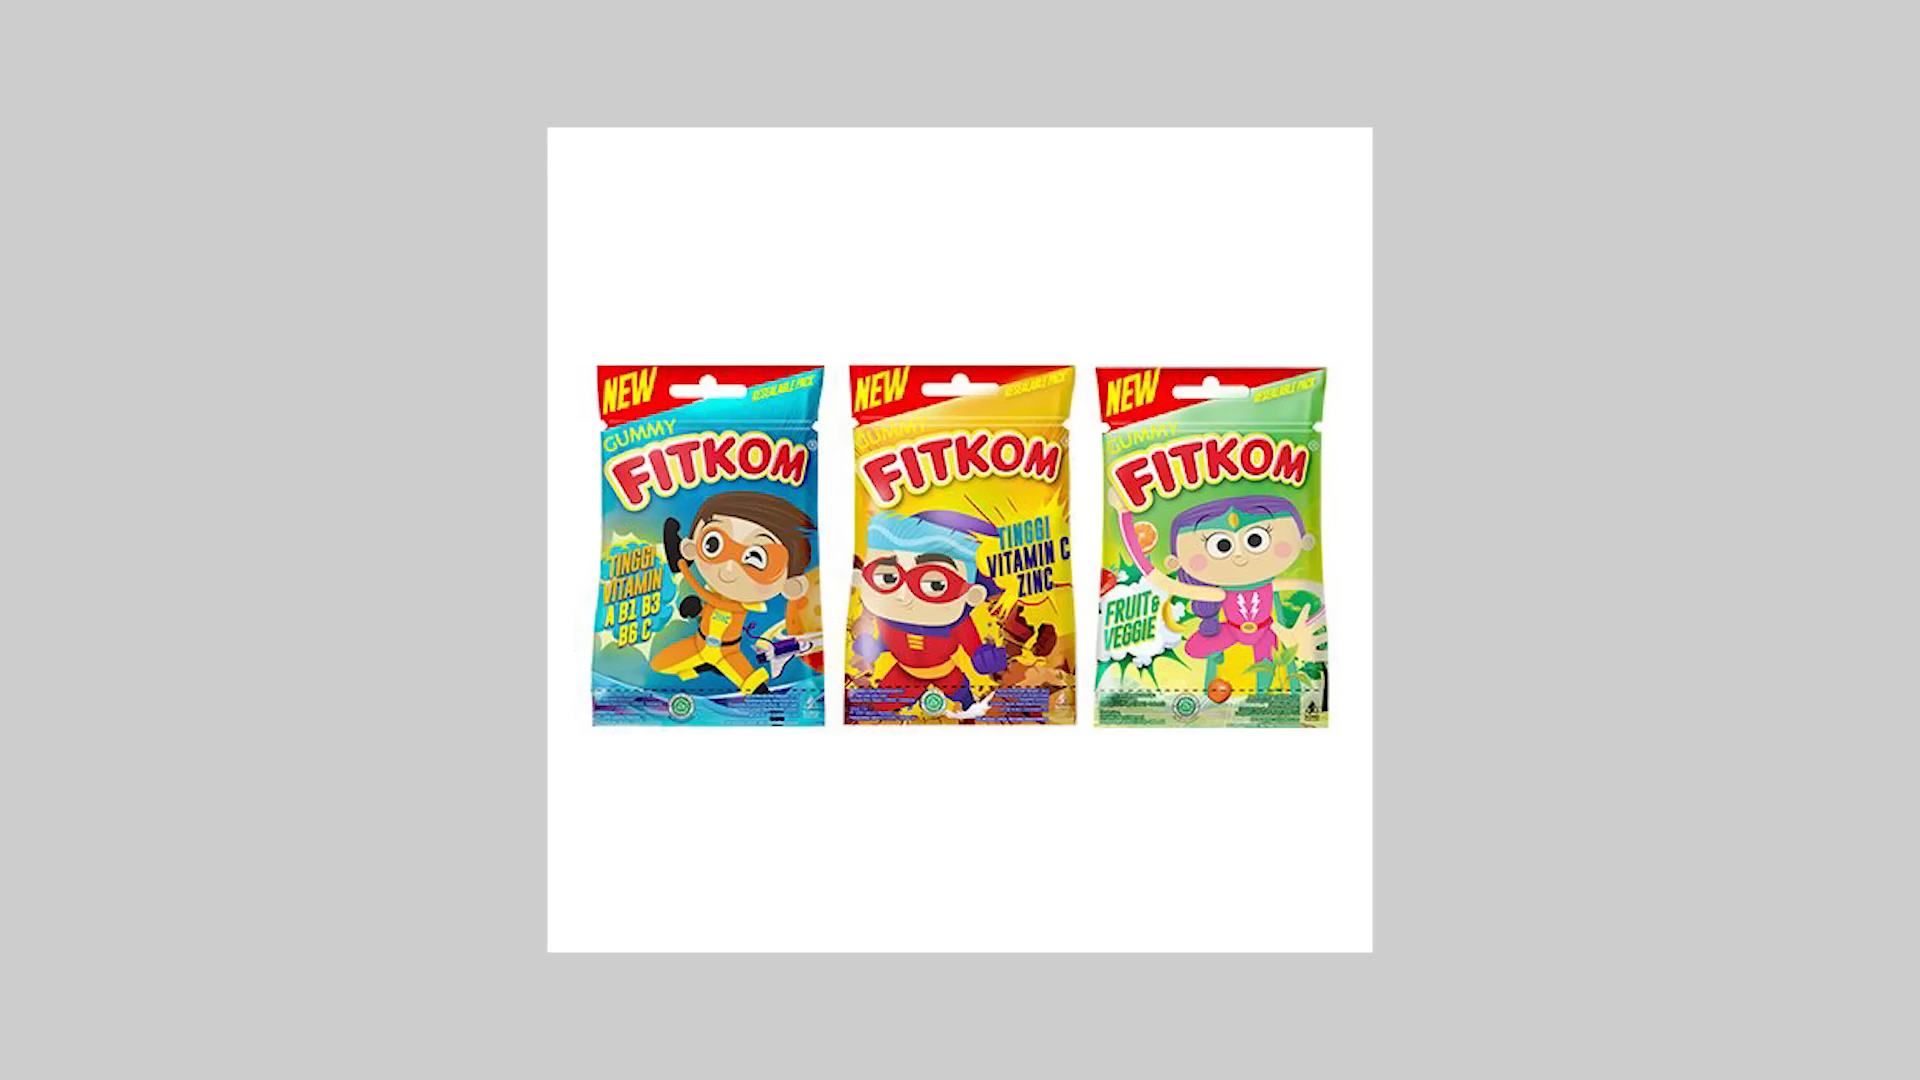 NEW
RESEALABLE PACK
GUMMY
FITKOM
TINGGI
VITAMIN
A B1 B3
B6 C
NEW
RESEALABLE PACK
GUMMY
FITKOM
TINGGI
VITAMIN C
ZINC
NEW
RESEALABLE PACK
GUMMY
FITKOM
FRUIT&
VEGGIE